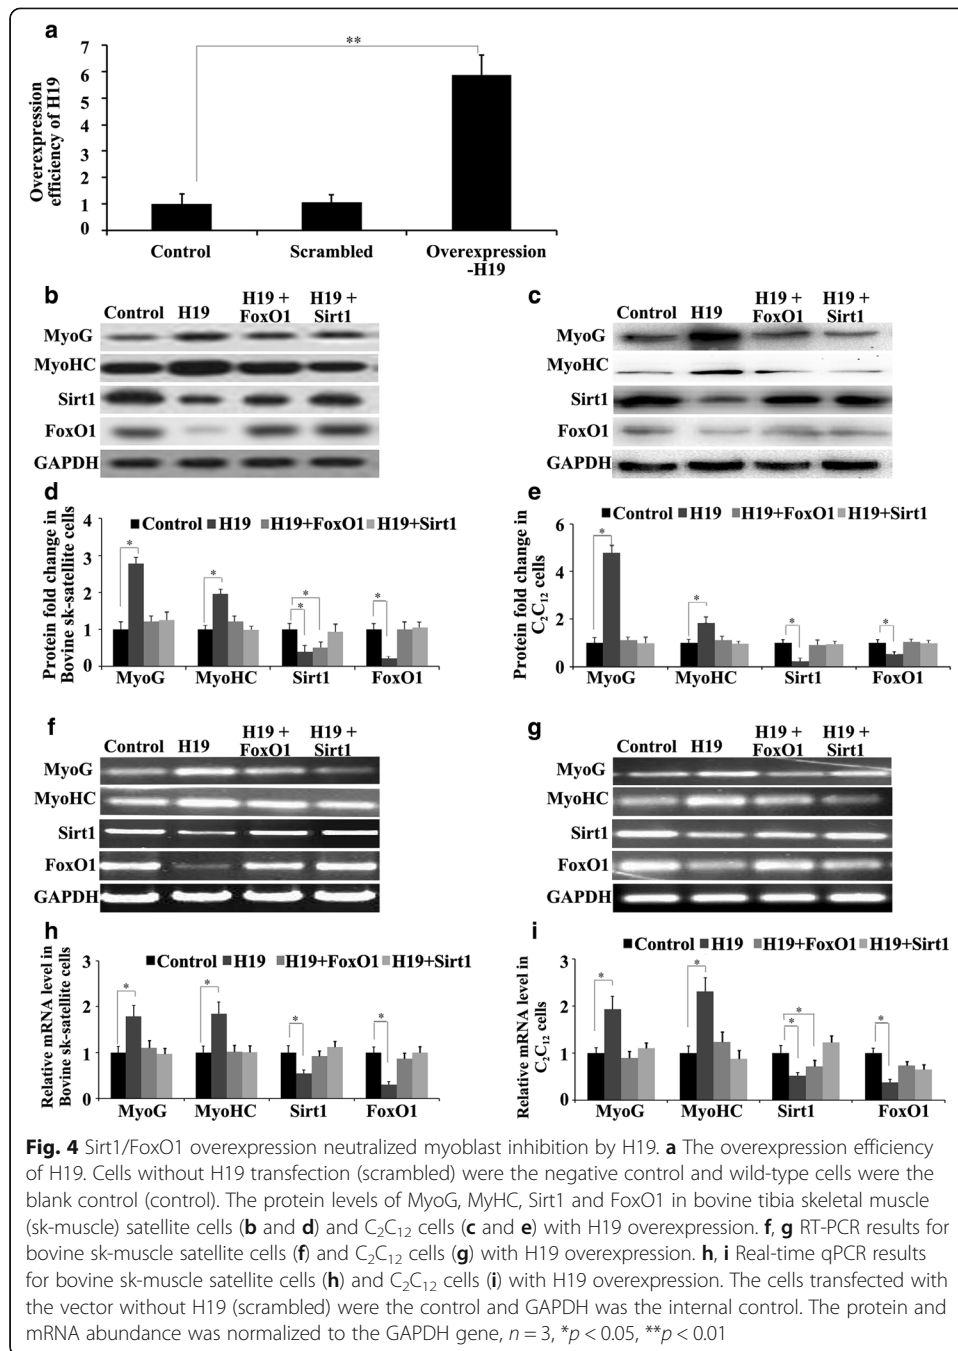 a
Overexpression
efficiency of H19
8
7
6
5
4
3
2
1
0
**
Control Scrambled Overexpression
-H19
b
Control H19 H19 + FoxO1 H19 + Sirt1
MyoG
MyoHC
Sirt1
FoxO1
GAPDH
c
Control H19 H19 + FoxO1 H19 + Sirt1
MyoG
MyoHC
Sirt1
FoxO1
GAPDH
d
Protein fold change in
Bovine sk-satellite cells
Control H19 H19+FoxO1 H19+Sirt1
4
3
2
1
0
* * * * *
MyoG MyoHC Sirt1 FoxO1
e
Protein fold change in
C2C12 cells
Control H19 H19+FoxO1 H19+Sirt1
6
4
2
0
* * * *
MyoG MyoHC Sirt1 FoxO1
f
Control H19 H19 + FoxO1 H19 + Sirt1
MyoG
MyoHC
Sirt1
FoxO1
GAPDH
g
Control H19 H19 + FoxO1 H19 + Sirt1
MyoG
MyoHC
Sirt1
FoxO1
GAPDH
h
Relative mRNA level in
Bovine sk-satellite cells
Control H19 H19+FoxO1 H19+Sirt1
3
2
1
0
* * * *
MyoG MyoHC Sirt1 FoxO1
i
Relative mRNA level in
C2C12 cells
Control H19 H19+FoxO1 H19+Sirt1
3
2
1
0
* * * * *
MyoG MyoHC Sirt1 FoxO1
Fig. 4 Sirt1/FoxO1 overexpression neutralized myoblast inhibition by H19. a The overexpression efficiency
of H19. Cells without H19 transfection (scrambled) were the negative control and wild-type cells were the
blank control (control). The protein levels of MyoG, MyHC, Sirt1 and FoxO1 in bovine tibia skeletal muscle
(sk-muscle) satellite cells (b and d) and C2C12 cells (c and e) with H19 overexpression. f, g RT-PCR results for
bovine sk-muscle satellite cells (f) and C2C12 cells (g) with H19 overexpression. h, i Real-time qPCR results
for bovine sk-muscle satellite cells (h) and C2C12 cells (i) with H19 overexpression. The cells transfected with
the vector without H19 (scrambled) were the control and GAPDH was the internal control. The protein and
mRNA abundance was normalized to the GAPDH gene, n = 3, *p < 0.05, **p < 0.01